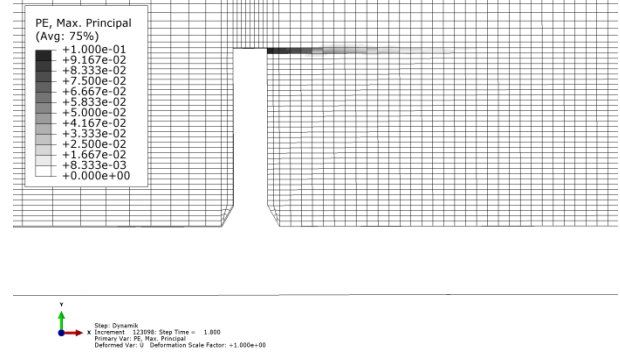 PE, Max. Principal
(Avg: 75%)
+1.000e-01
+9.167e-02
+8.333e-02
+7.500e-02
+6.667e-02
+5.833e-02
+5.000e-02
+4.167e-02
+3.333e-02
+2.500e-02
+1.667e-02
+8.333e-03
+0.000e+00
Y
X
Step: Dynamik
Increment 123098: Step Time = 1.800
Primary Var: PE, Max. Principal
Deformed Var: U Deformation Scale Factor: +1.000e+00